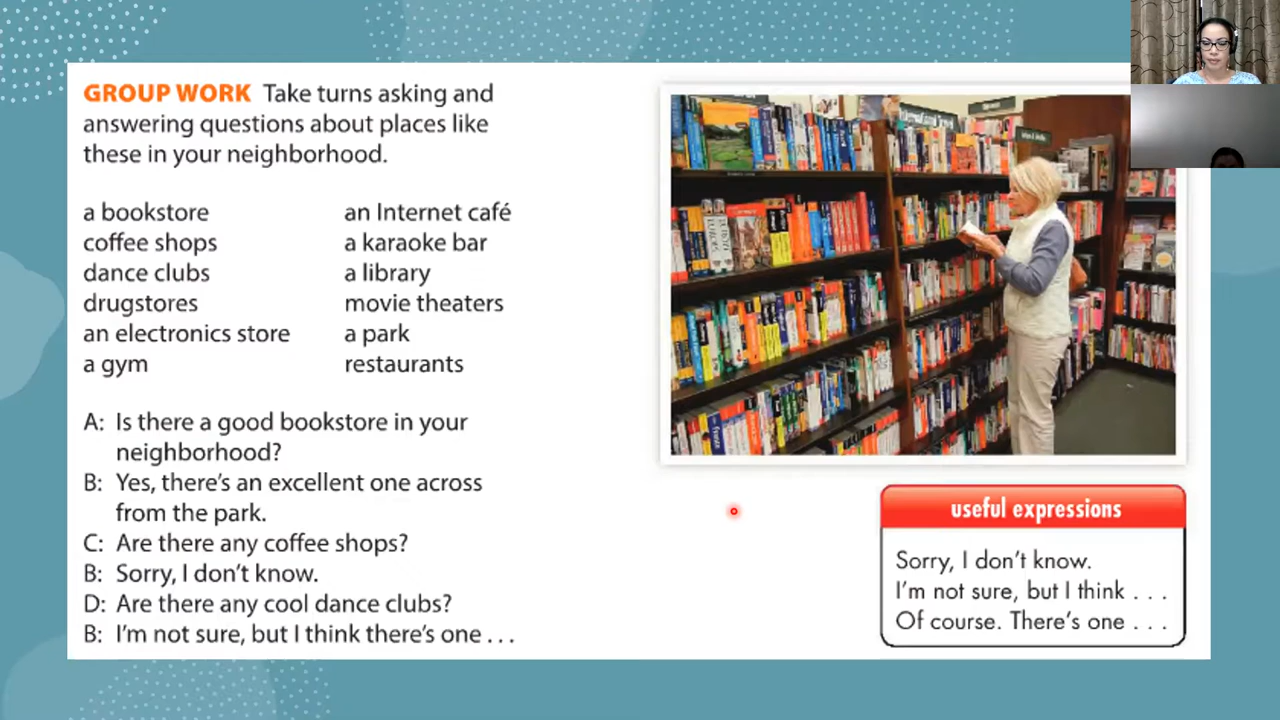 GROUP WORK Take turns asking and
answering questions about places like
these in your neighborhood.
a bookstore
coffee shops
dance clubs
drugstores
an electronics store
a gym
an Internet café
a karaoke bar
a library
movie theaters
a park
restaurants
A: Is there a good bookstore in your
neighborhood?
B: Yes, there's an excellent one across
from the park.
C: Are there any coffee shops?
B: Sorry, I don't know.
D: Are there any cool dance clubs?
B: I'm not sure, but I think there's one . . .
useful expressions
Sorry, I don't know.
I'm not sure, but I think . . .
Of course. There's one . . .